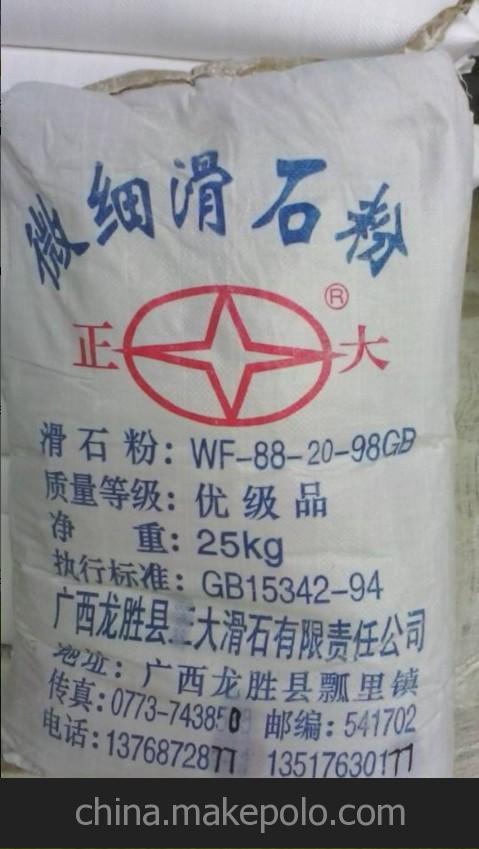 微细滑石粉
®
正 大
滑石粉：WF-88-20-98GB
质量等级：优级品
净 重：25kg
执行标准：GB15342-94
广西龙胜县正大滑石有限责任公司
地址：广西龙胜县瓢里镇
传真：0773-74385 邮编：541702
电话：13768728 13517630177
china.makepolo.com